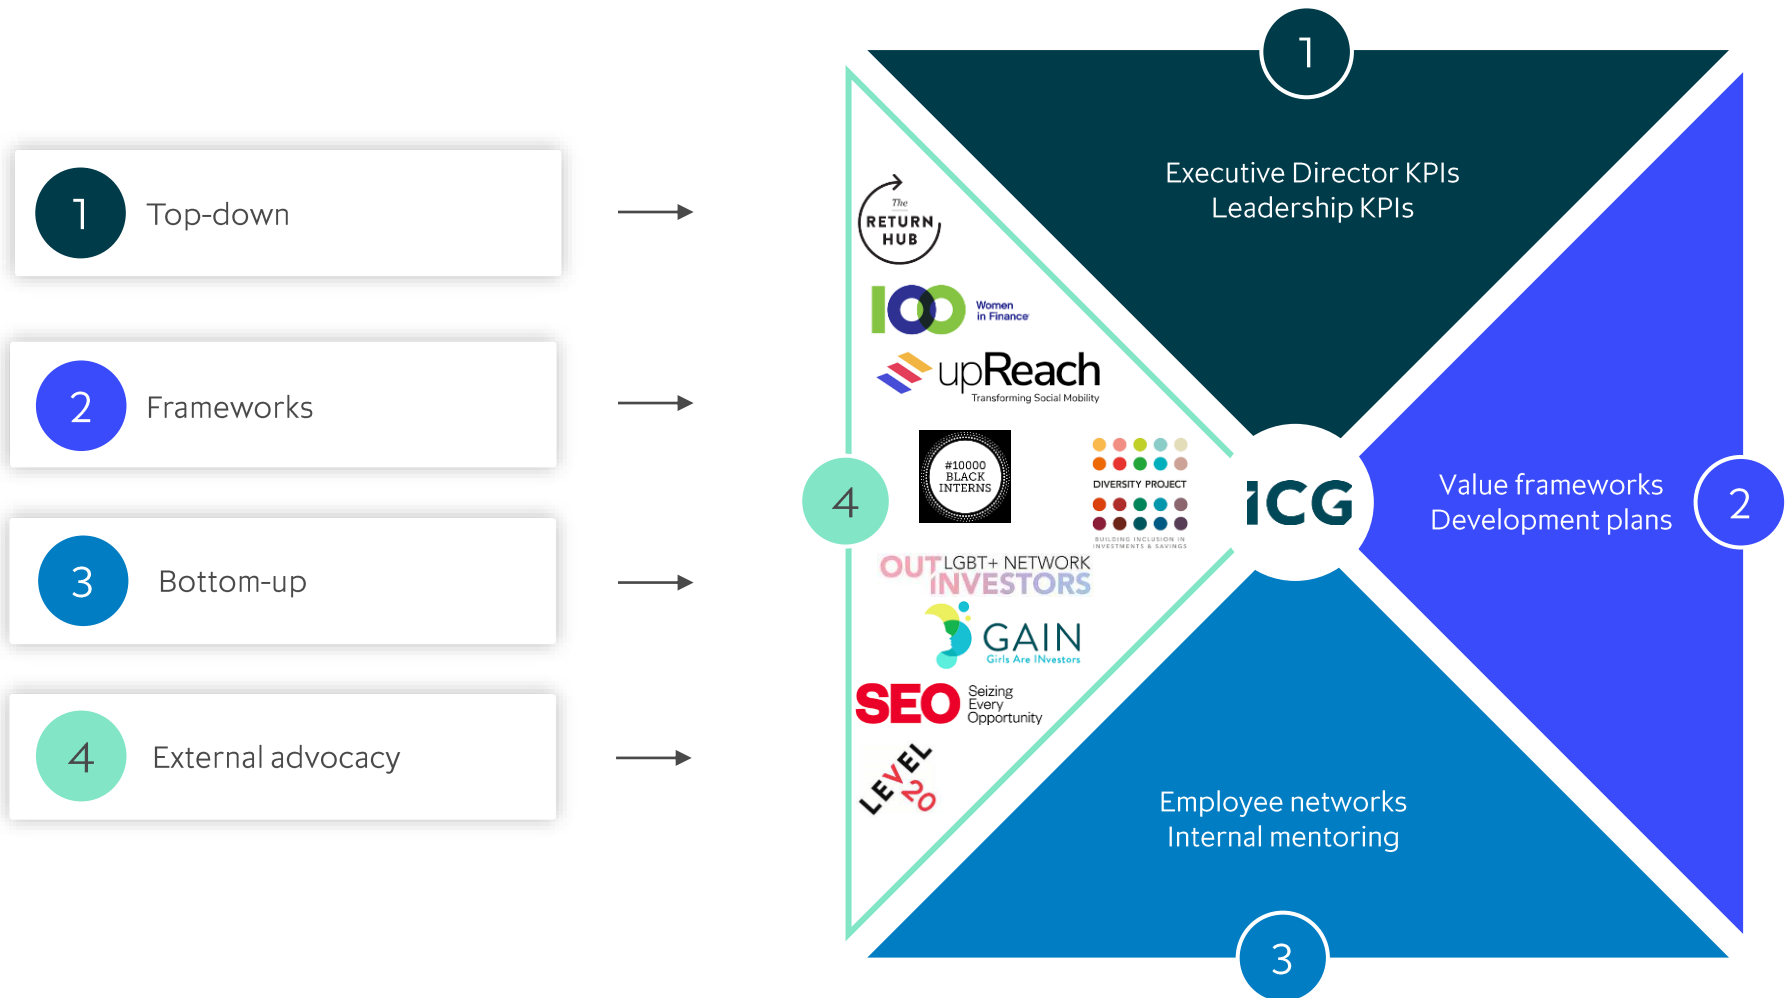 1 Top-down
2 Frameworks
3 Bottom-up
4 External advocacy
1
Executive Director KPIs
Leadership KPIs
Value frameworks
Development plans
2
Employee networks
Internal mentoring
3
4
The
RETURN
HUB
100
Women
in Finance
upReach
Transforming Social Mobility
#10000
BLACK
INTERNS
DIVERSITY PROJECT
BUILDING INCLUSION IN
INVESTMENTS & SAVINGS
OUT LGBT+ NETWORK
INVESTORS
GAIN
Girls Are INvestors
SEO
Seizing
Every
Opportunity
LEVEL
20
ICG